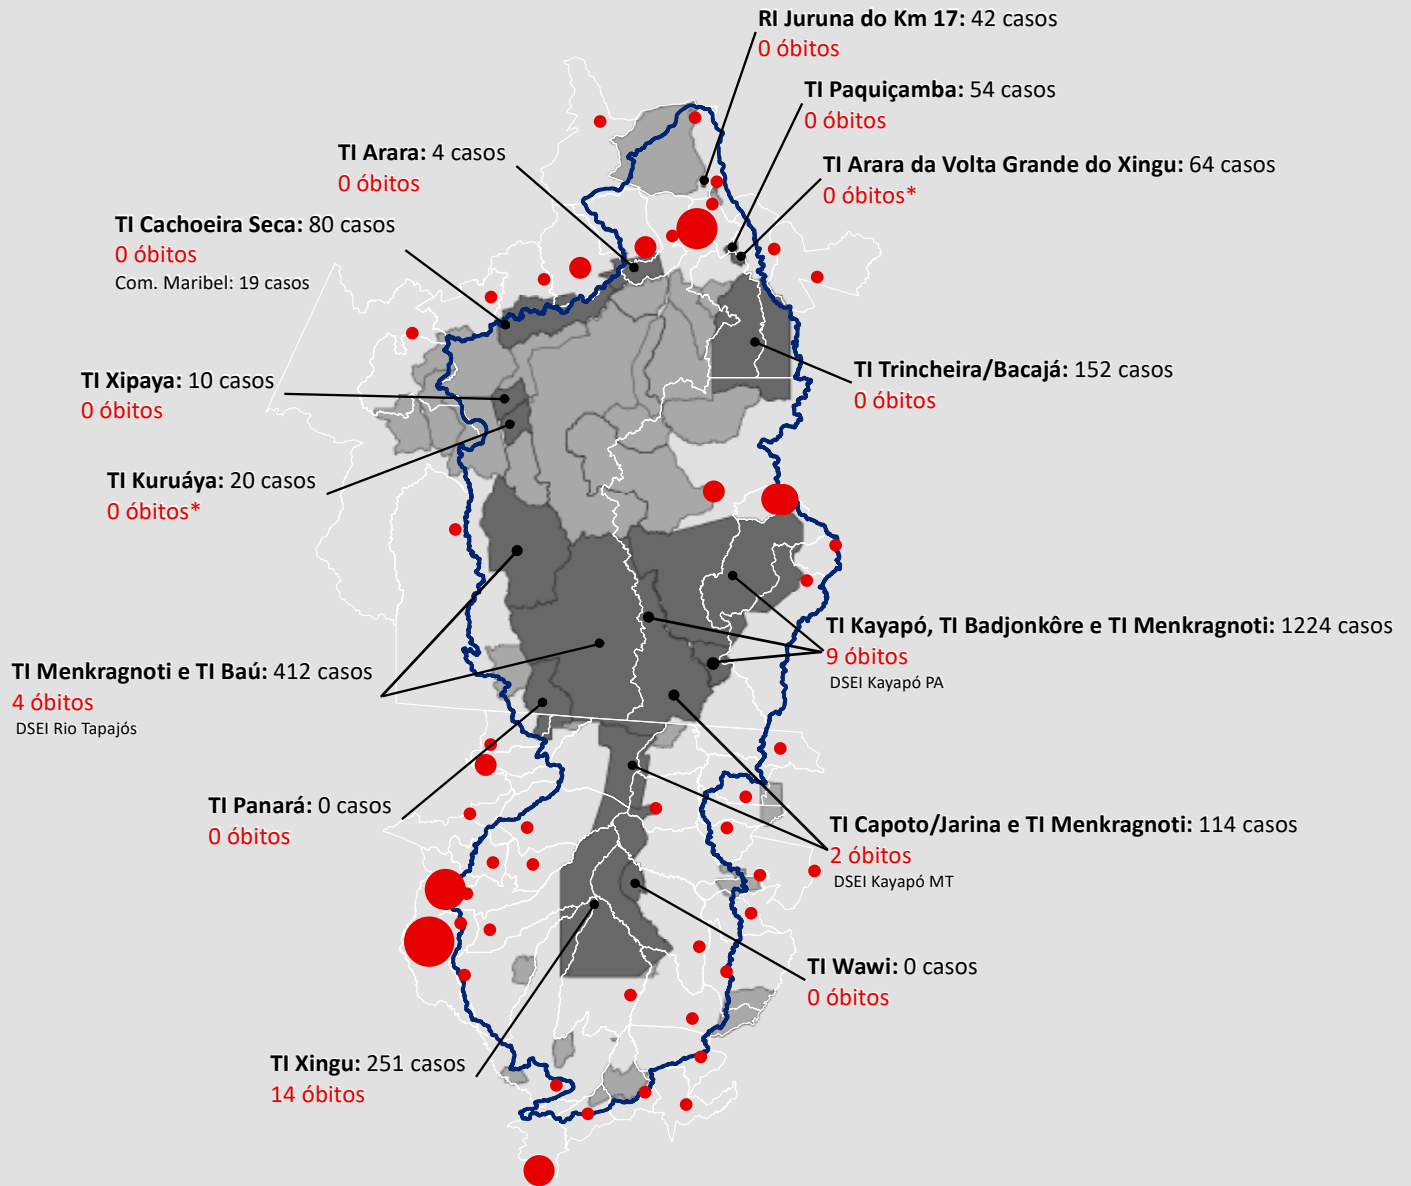 RI Juruna do Km 17: 42 casos
0 óbitos
TI Paquiçamba: 54 casos
0 óbitos
TI Arara: 4 casos
0 óbitos
TI Arara da Volta Grande do Xingu: 64 casos
0 óbitos*
TI Cachoeira Seca: 80 casos
0 óbitos
Com. Maribel: 19 casos
TI Trincheira/Bacajá: 152 casos
0 óbitos
TI Xipaya: 10 casos
0 óbitos
TI Kuruáya: 20 casos
0 óbitos*
TI Kayapó, TI Badjonkôre e TI Menkragnoti: 1224 casos
9 óbitos
DSEI Kayapó PA
TI Menkragnoti e TI Baú: 412 casos
4 óbitos
DSEI Rio Tapajós
TI Panará: 0 casos
0 óbitos
TI Capoto/Jarina e TI Menkragnoti: 114 casos
2 óbitos
DSEI Kayapó MT
TI Wawi: 0 casos
0 óbitos
TI Xingu: 251 casos
14 óbitos